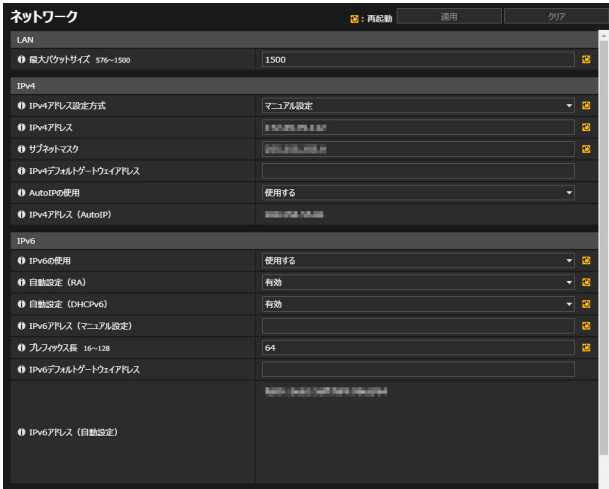 ネットワーク
: 再起動 適用 クリア
LAN
最大パケットサイズ 576～1500 1500
IPv4
IPv4アドレス設定方式 マニュアル設定
IPv4アドレス
サブネットマスク
IPv4デフォルトゲートウェイアドレス
AutoIPの使用 使用する
IPv4アドレス（AutoIP）
IPv6
IPv6の使用 使用する
自動設定（RA） 有効
自動設定（DHCPv6） 有効
IPv6アドレス（マニュアル設定）
プレフィックス長 16～128 64
IPv6デフォルトゲートウェイアドレス
IPv6アドレス（自動設定）